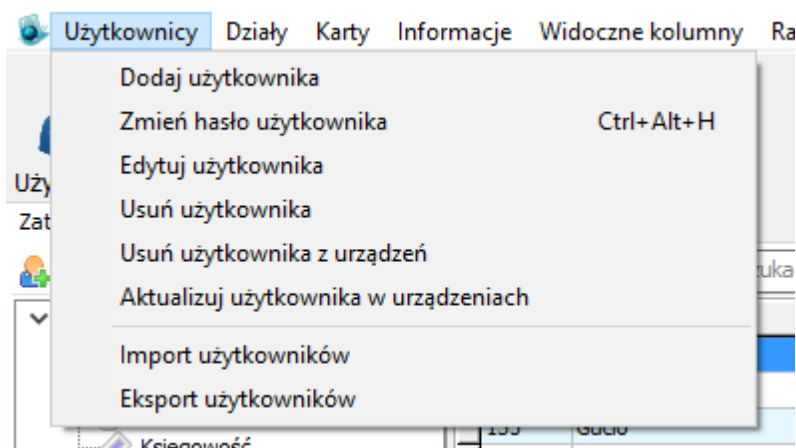 Użytkownicy Działy Karty Informacje Widoczne kolumny
Dodaj użytkownika
Zmień hasło użytkownika Ctrl+Alt+H
Edytuj użytkownika
Usuń użytkownika
Usuń użytkownika z urządzeń
Aktualizuj użytkownika w urządzeniach
Import użytkowników
Eksport użytkowników
Księgowość